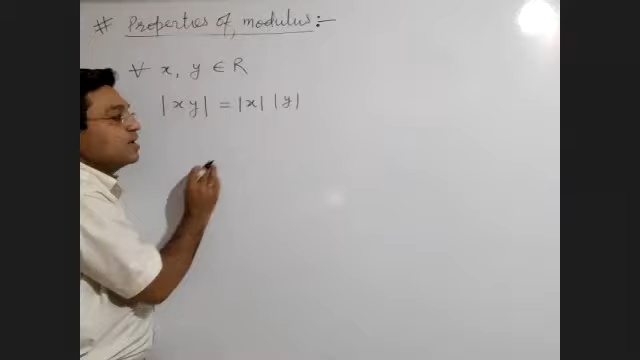 # Properties of modulus :-
∀ x, y ∈ R
|xy| = |x| |y|